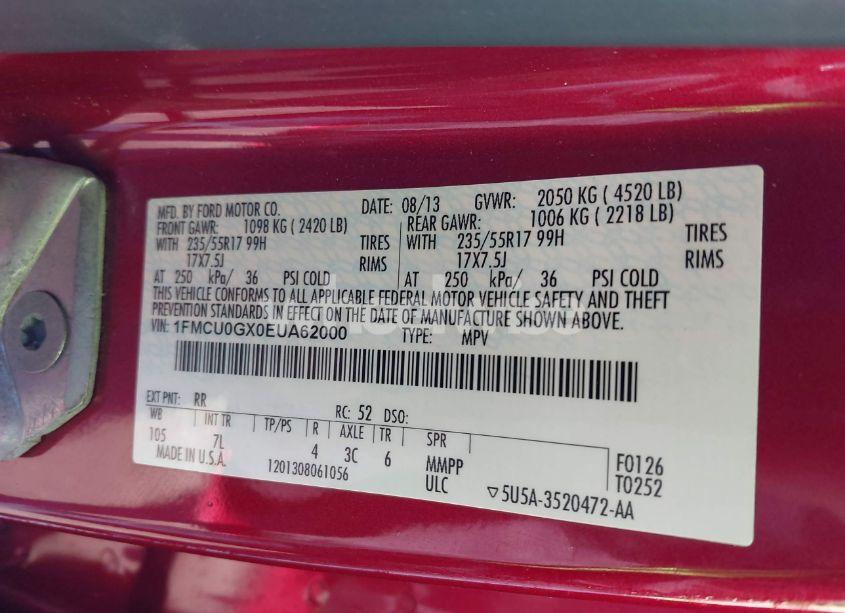 MFD. BY FORD MOTOR CO.
DATE: 08/13 GVWR: 2050 KG ( 4520 LB)
FRONT GAWR: 1098 KG ( 2420 LB)
REAR GAWR: 1006 KG ( 2218 LB)
WITH 235/55R17 99H TIRES
WITH 235/55R17 99H TIRES
17X7.5J RIMS
17X7.5J RIMS
AT 250 kPa/ 36 PSI COLD
AT 250 kPa/ 36 PSI COLD
THIS VEHICLE CONFORMS TO ALL APPLICABLE FEDERAL MOTOR VEHICLE SAFETY AND THEFT
PREVENTION STANDARDS IN EFFECT ON THE DATE OF MANUFACTURE SHOWN ABOVE.
VIN: 1FMCU0GX0EUA62000 TYPE: MPV
EXT PNT: RR RC: 52 DSO:
WB INT TR TP/PS R AXLE TR SPR
105 7L 4 3C 6 MMPP F0126
MADE IN U.S.A. 1201308061056 ULC T0252
▽5U5A-3520472-AA